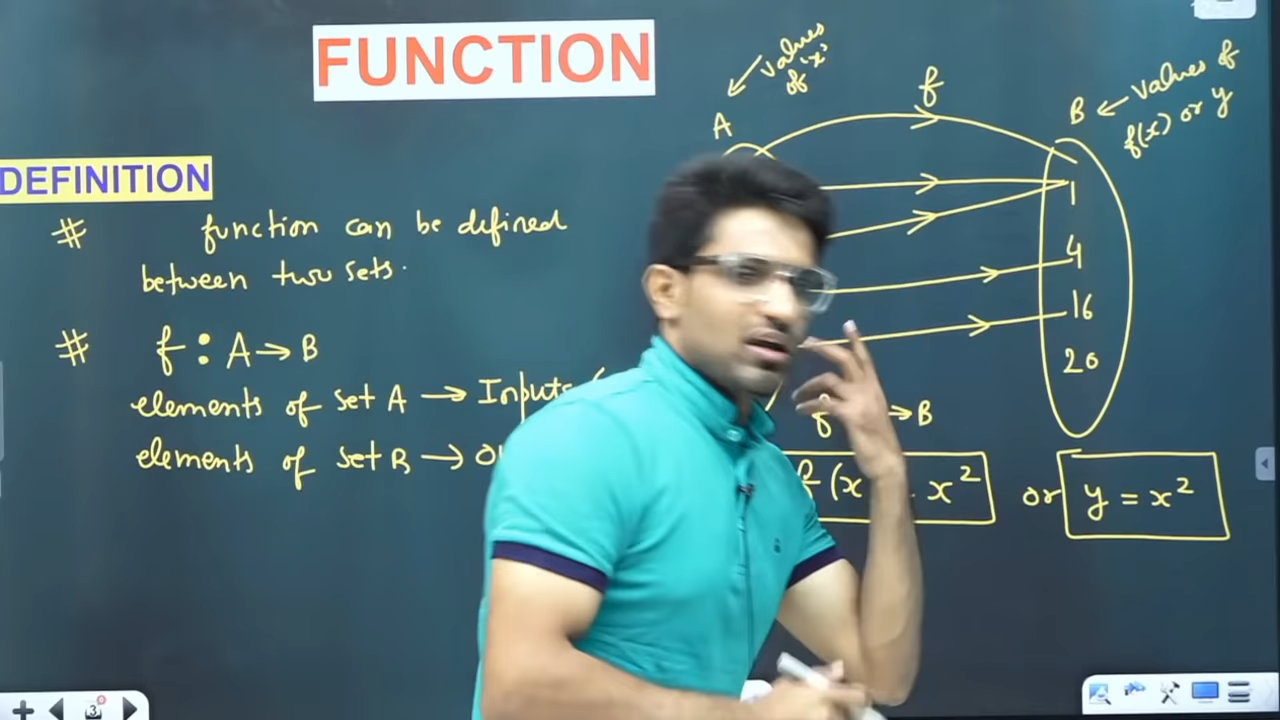 FUNCTION
DEFINITION
# function can be defined
between two sets.
# f : A → B
elements of set A → Inputs (
elements of set B →
← values
of 'x'
A
f
B ← values of
f(x) or y
1
4
16
20
→ B
f(x x²
or y = x²
3